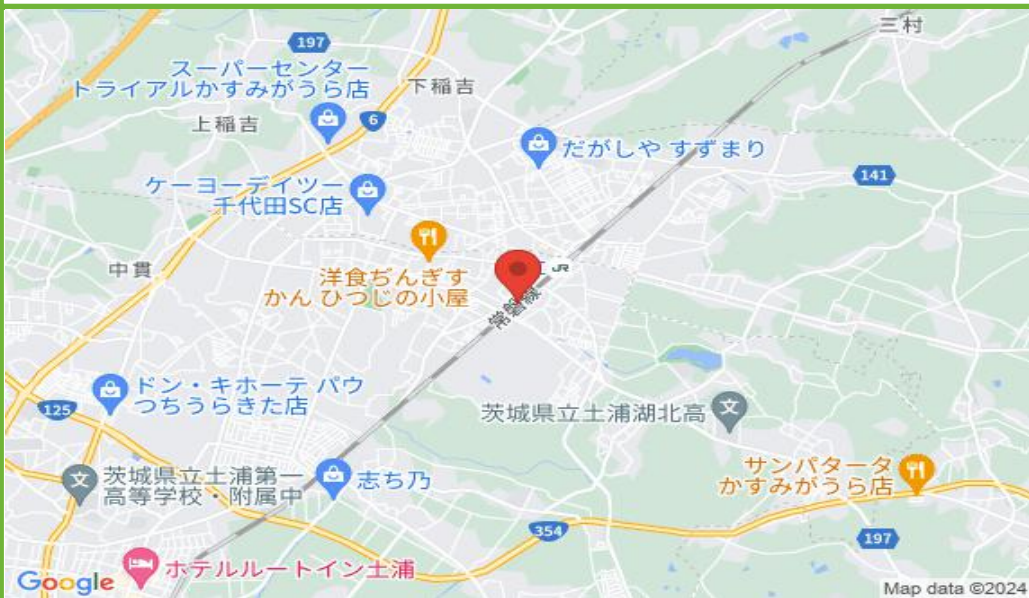 三村
197
スーパーセンター
トライアルかすみがうら店
下稲吉
6
上稲吉
だがしや すずまり
141
ケーヨーデイツー
千代田SC店
中貫
洋食ぢんぎす
かん ひつじの小屋
JR
常磐線
ドン・キホーテ パウ
つちうらきた店
125
茨城県立土浦湖北高
文
茨城県立土浦第一
高等学校・附属中
文
志ち乃
サンパタータ
かすみがうら店
354
197
ホテルルートイン土浦
Google
Map data ©2024